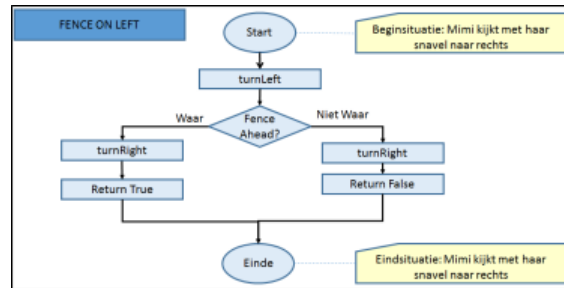 FENCE ON LEFT
Start
Beginsituatie: Mimi kijkt met haar
snavel naar rechts
turnLeft
Waar
Fence
Ahead?
Niet Waar
turnRight
turnRight
Return True
Return False
Einde
Eindsituatie: Mimi kijkt met haar
snavel naar rechts